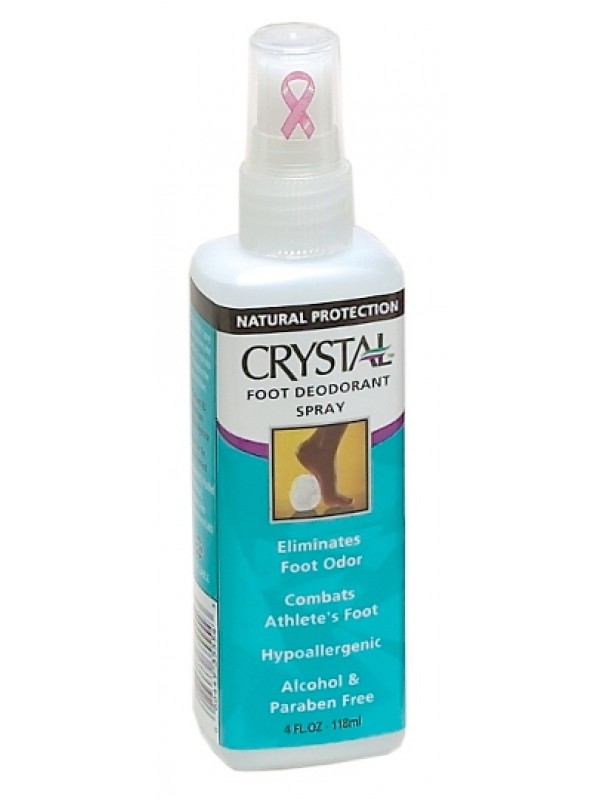 NATURAL PROTECTION
CRYSTAL™
FOOT DEODORANT
SPRAY
Eliminates
Foot Odor
Combats
Athlete's Foot
Hypoallergenic
Alcohol &
Paraben Free
4 FL.OZ - 118ml